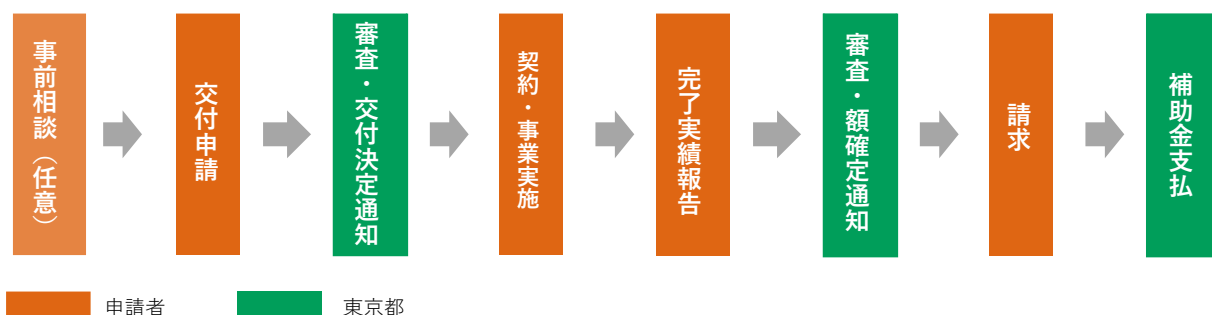 事前相談（任意）
交付申請
審査・交付決定通知
契約・事業実施
完了実績報告
審査・額確定通知
請求
補助金支払
申請者
東京都